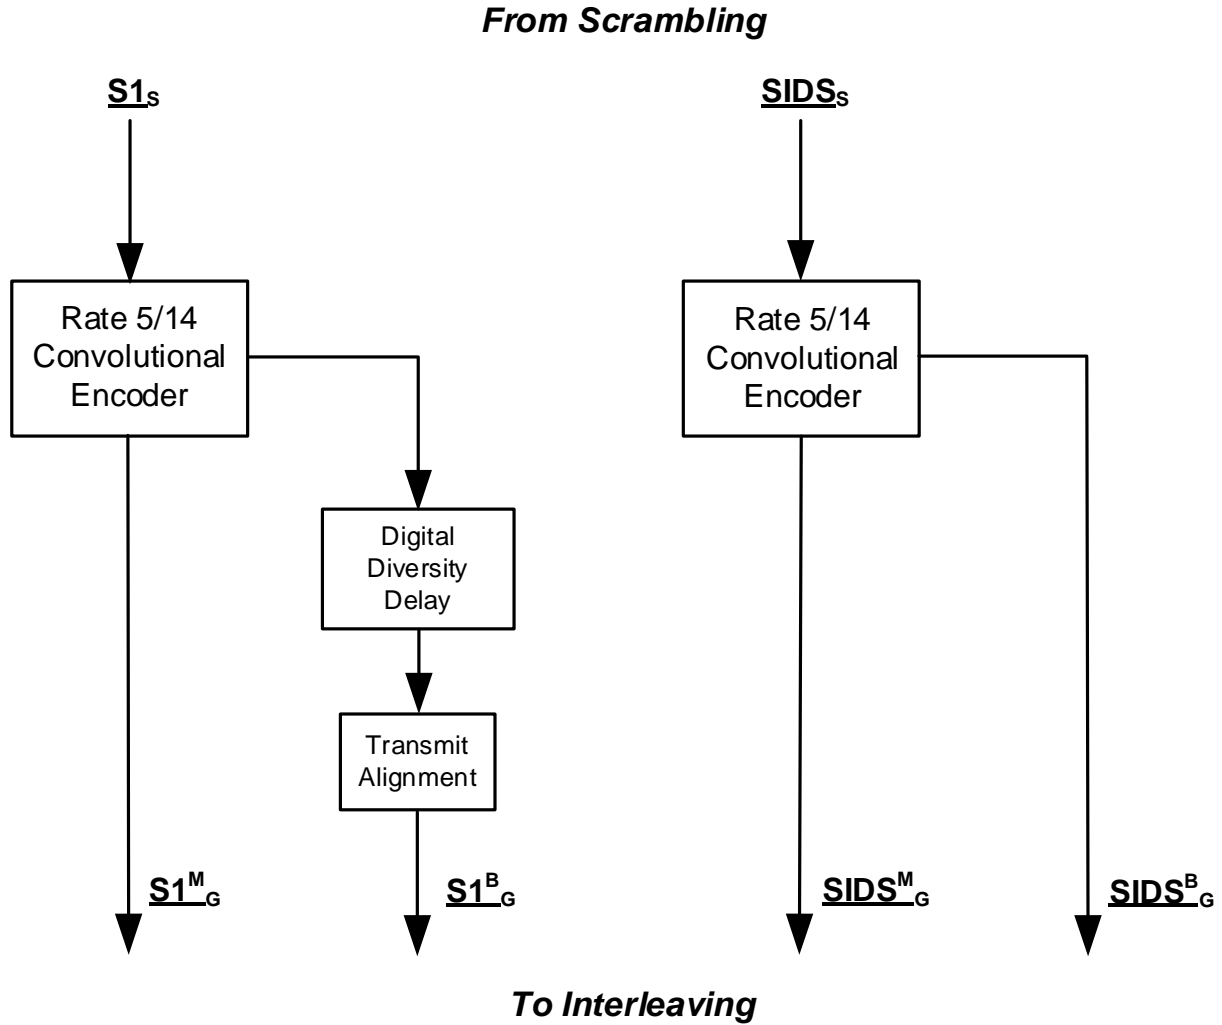 From Scrambling
S1S
SIDSS
Rate 5/14
Convolutional
Encoder
Rate 5/14
Convolutional
Encoder
Digital
Diversity
Delay
Transmit
Alignment
S1MG
S1BG
SIDSMG
SIDSBG
To Interleaving